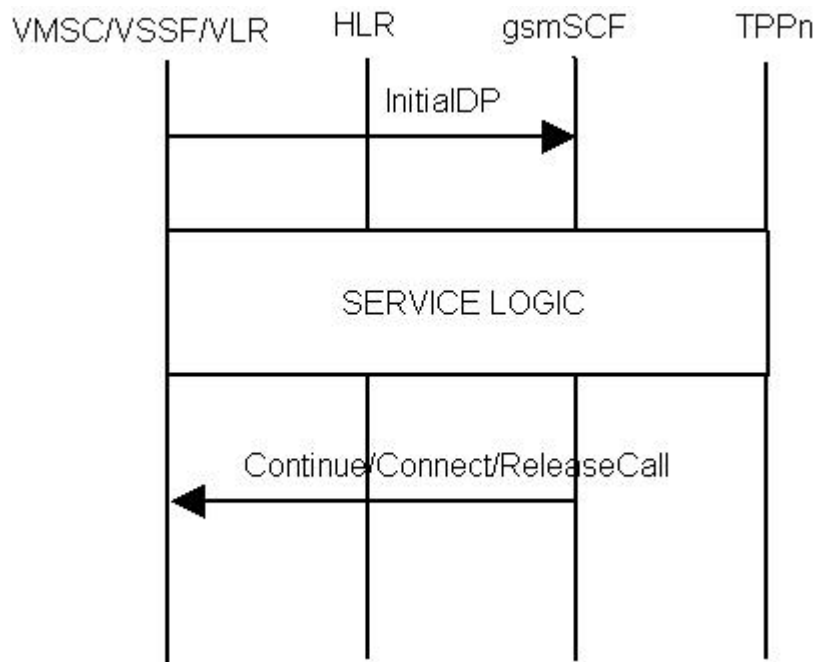 VMSC/VSSF/VLR HLR gsmSCF TPPn
InitialDP
SERVICE LOGIC
Continue/Connect/ReleaseCall